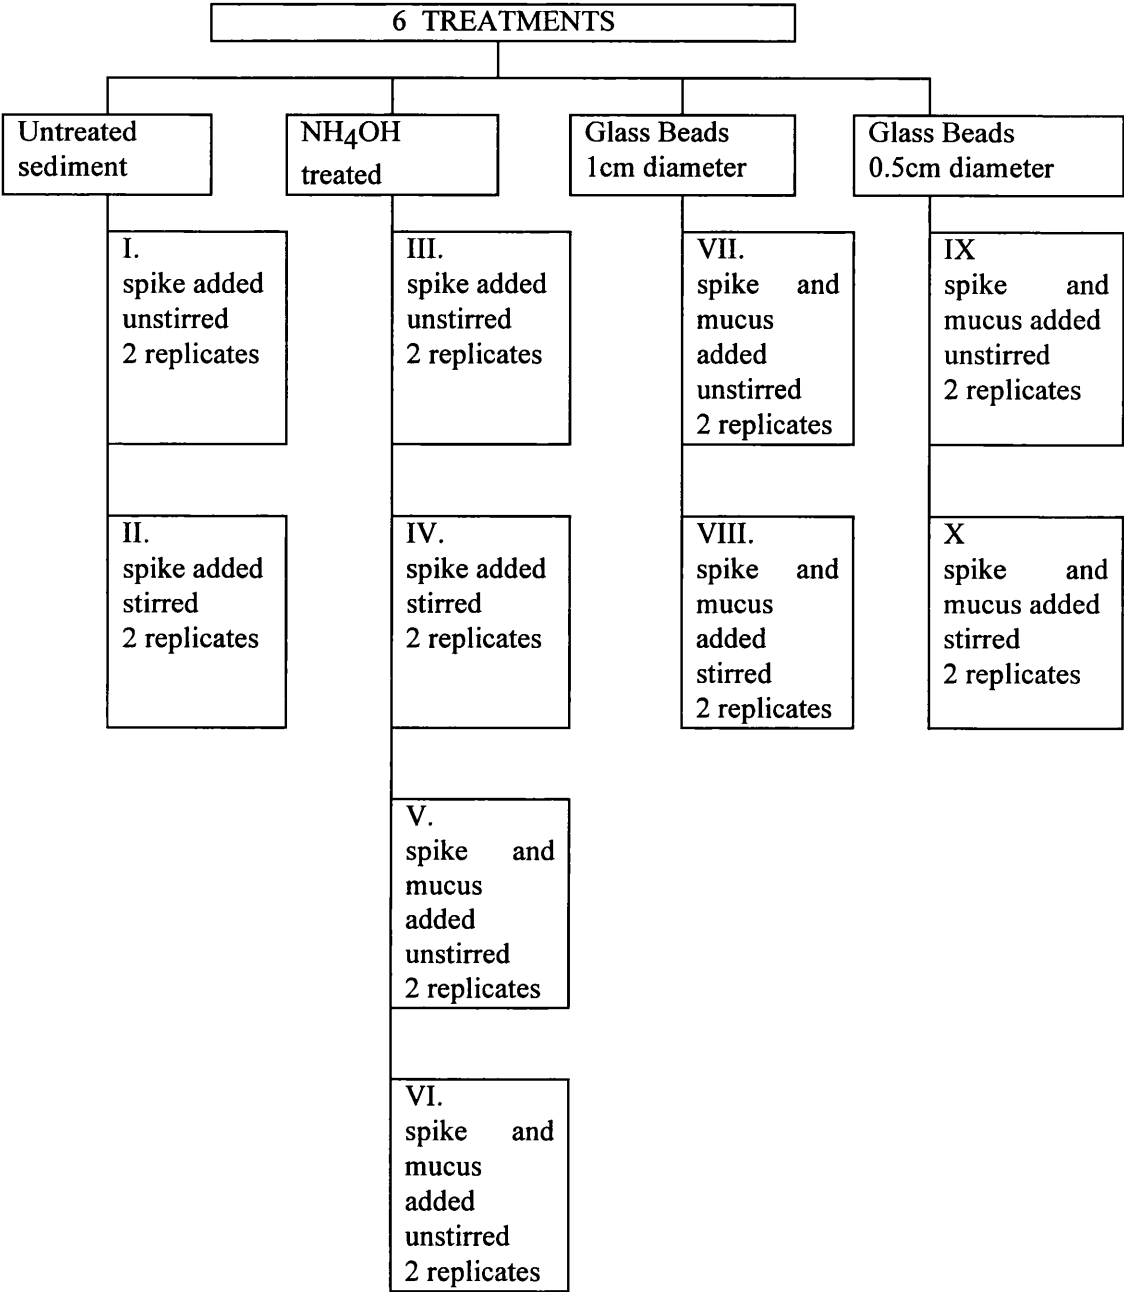 6 TREATMENTS
Untreated
sediment
NH4OH
treated
Glass Beads
1cm diameter
Glass Beads
0.5cm diameter
I.
spike added
unstirred
2 replicates
III.
spike added
unstirred
2 replicates
VII.
spike and
mucus
added
unstirred
2 replicates
IX
spike and
mucus added
unstirred
2 replicates
II.
spike added
stirred
2 replicates
IV.
spike added
stirred
2 replicates
VIII.
spike and
mucus
added
stirred
2 replicates
X
spike and
mucus added
stirred
2 replicates
V.
spike and
mucus
added
unstirred
2 replicates
VI.
spike and
mucus
added
unstirred
2 replicates